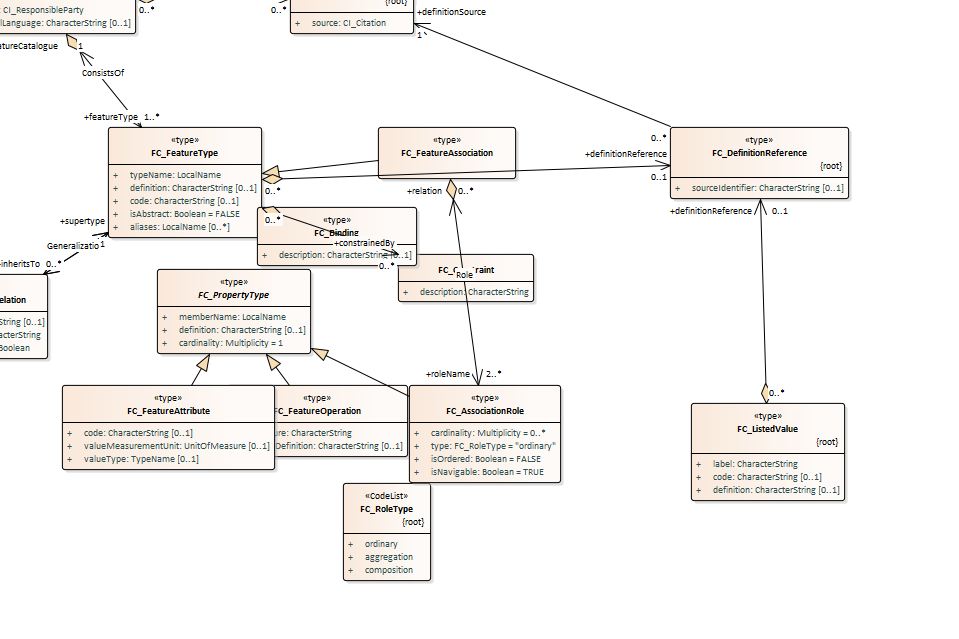 CI_ResponsibleParty
lLanguage: CharacterString [0..1]
0..*
0..*
{root}
+ source: CI_Citation
+definitionSource
1
atureCatalogue
1
ConsistsOf
+featureType 1..*
«type»
FC_FeatureType
+ typeName: LocalName
+ definition: CharacterString [0..1]
+ code: CharacterString [0..1]
+ isAbstract: Boolean = FALSE
+ aliases: LocalName [0..*]
«type»
FC_FeatureAssociation
0..*
+definitionReference
0..1
«type»
FC_DefinitionReference
{root}
+ sourceIdentifier: CharacterString [0..1]
0..*
+relation 0..*
+definitionReference 0..1
+supertype
1
Generalizatio
inheritsTo 0..*
0..*
«type»
FC_Binding
+ description: CharacterString [0..1]
+constrainedBy
0..*
+ description: CharacterString
Role
elation
String [0..1]
acterString
Boolean
«type»
FC_PropertyType
+ memberName: LocalName
+ definition: CharacterString [0..1]
+ cardinality: Multiplicity = 1
+roleName 2..*
«type»
FC_FeatureAttribute
+ code: CharacterString [0..1]
+ valueMeasurementUnit: UnitOfMeasure [0..1]
+ valueType: TypeName [0..1]
«type»
FC_FeatureOperation
ure: CharacterString
Definition: CharacterString [0..1]
«type»
FC_AssociationRole
+ cardinality: Multiplicity = 0..*
+ type: FC_RoleType = "ordinary"
+ isOrdered: Boolean = FALSE
+ isNavigable: Boolean = TRUE
0..*
«type»
FC_ListedValue
{root}
+ label: CharacterString
+ code: CharacterString [0..1]
+ definition: CharacterString [0..1]
«CodeList»
FC_RoleType
{root}
+ ordinary
+ aggregation
+ composition